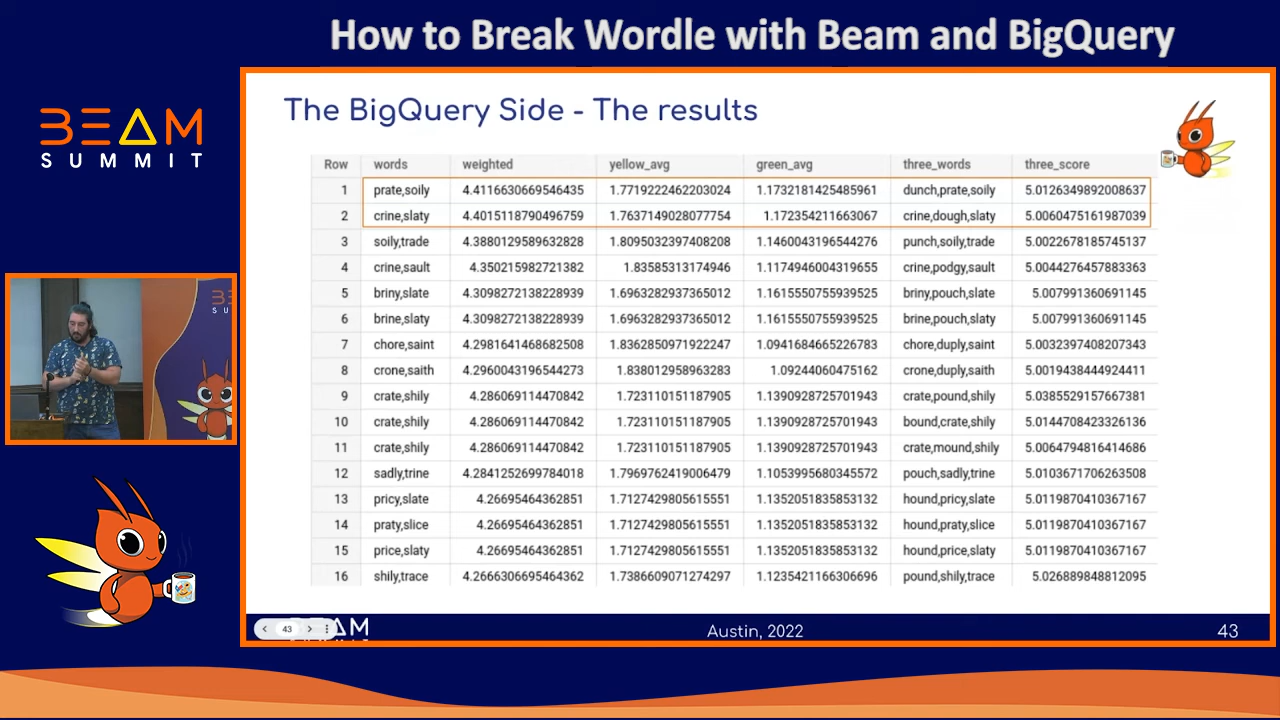 How to Break Wordle with Beam and BigQuery
BEAM
SUMMIT
The BigQuery Side - The results
Row words weighted yellow_avg green_avg three_words three_score
1 prate,soily 4.4116630669546435 1.7719222462203024 1.1732181425485961 dunch,prate,soily 5.0126349892008637
2 crine,slaty 4.4015118790496759 1.7637149028077754 1.172354211663067 crine,dough,slaty 5.0060475161987039
3 soily,trade 4.3880129589632828 1.8095032397408208 1.1460043196544276 punch,soily,trade 5.0022678185745137
4 crine,sault 4.350215982721382 1.83585313174946 1.1174946004319655 crine,podgy,sault 5.0044276457883363
5 briny,slate 4.3098272138228939 1.6963282937365012 1.1615550755939525 briny,pouch,slate 5.007991360691145
6 brine,slaty 4.3098272138228939 1.6963282937365012 1.1615550755939525 brine,pouch,slaty 5.007991360691145
7 chore,saint 4.2981641468682508 1.8362850971922247 1.0941684665226783 chore,duply,saint 5.0032397408207343
8 crone,saith 4.2960043196544273 1.838012958963283 1.09244060475162 crone,duply,saith 5.0019438444924411
9 crate,shily 4.286069114470842 1.723110151187905 1.1390928725701943 crate,pound,shily 5.0385529157667381
10 crate,shily 4.286069114470842 1.723110151187905 1.1390928725701943 bound,crate,shily 5.0144708423326136
11 crate,shily 4.286069114470842 1.723110151187905 1.1390928725701943 crate,mound,shily 5.0064794816414686
12 sadly,trine 4.2841252699784018 1.7969762419006479 1.1053995680345572 pouch,sadly,trine 5.0103671706263508
13 pricy,slate 4.26695464362851 1.7127429805615551 1.1352051835853132 hound,pricy,slate 5.0119870410367167
14 praty,slice 4.26695464362851 1.7127429805615551 1.1352051835853132 hound,praty,slice 5.0119870410367167
15 price,slaty 4.26695464362851 1.7127429805615551 1.1352051835853132 hound,price,slaty 5.0119870410367167
16 shily,trace 4.2666306695464362 1.7386609071274297 1.1235421166306696 pound,shily,trace 5.026889848812095
43
Austin, 2022
43